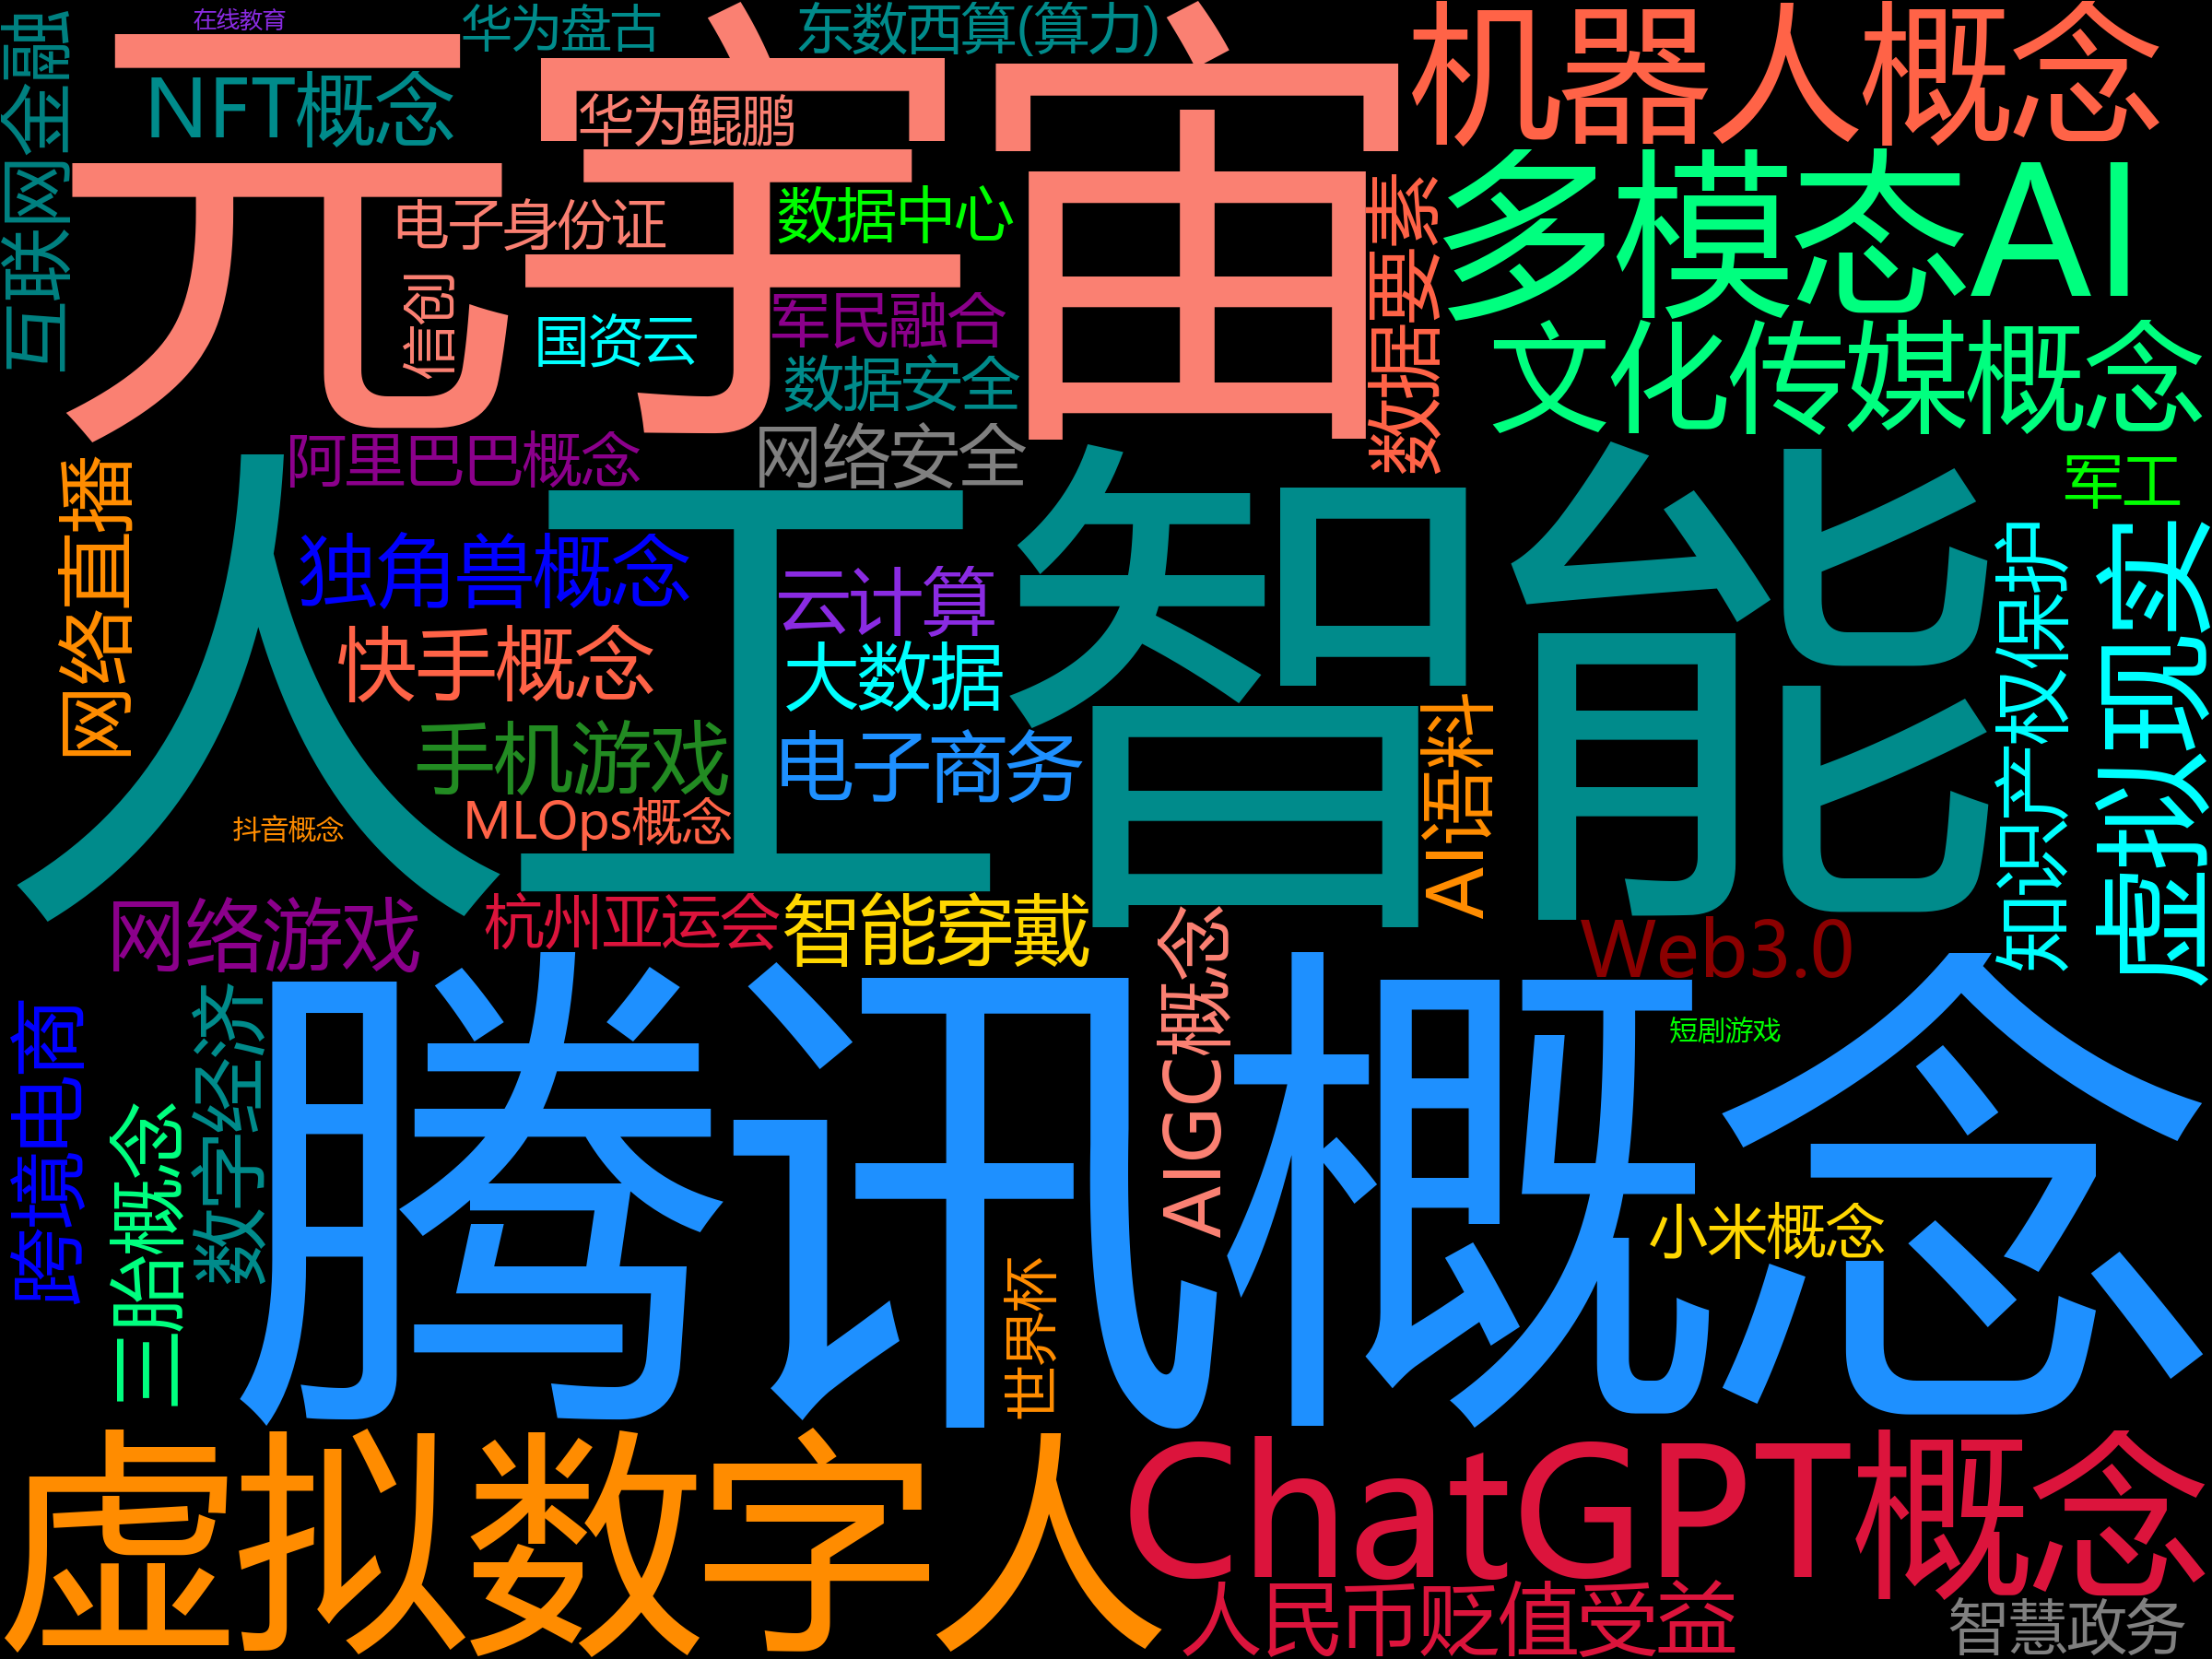 在线教育
华为盘古
东数西算(算力)
机器人概念
互联网金融
NFT概念
元宇宙
华为鲲鹏
电子身份证
数据中心
数据要素
多模态AI
信创
国资云
军民融合
数据安全
文化传媒概念
阿里巴巴概念
网络安全
军工
网络直播
人工智能
独角兽概念
云计算
快手概念
大数据
手机游戏
电子商务
MLOps概念
抖音概念
AI语料
知识产权保护
虚拟现实
网络游戏
杭州亚运会
智能穿戴
Web3.0
AIGC概念
短剧游戏
跨境电商
数字经济
三胎概念
腾讯概念
小米概念
世界杯
虚拟数字人
ChatGPT概念
人民币贬值受益
智慧政务